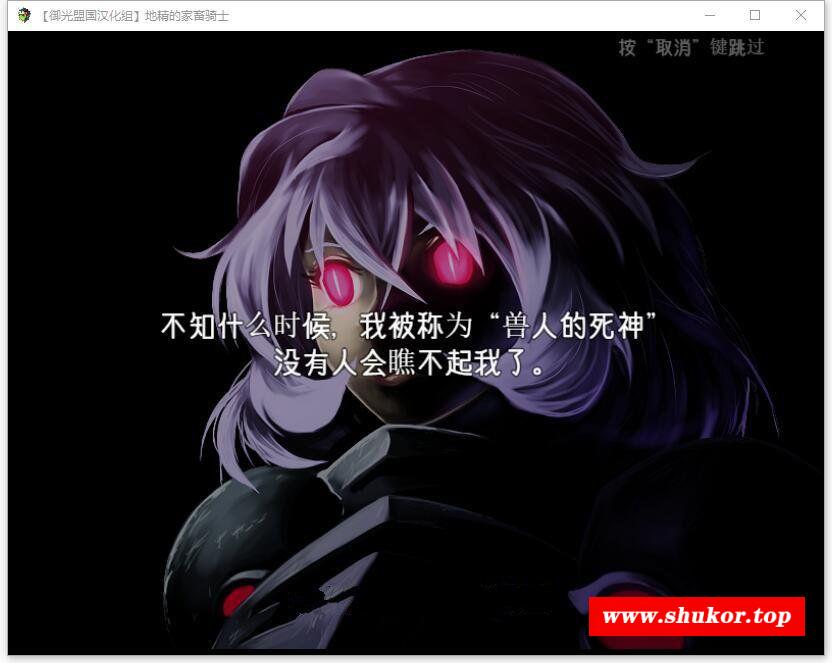 【御光盟国汉化组】地精的家畜骑士
按“取消”键跳过
不知什么时候，我被称为“兽人的死神”
没有人会瞧不起我了。
www.shukor.top